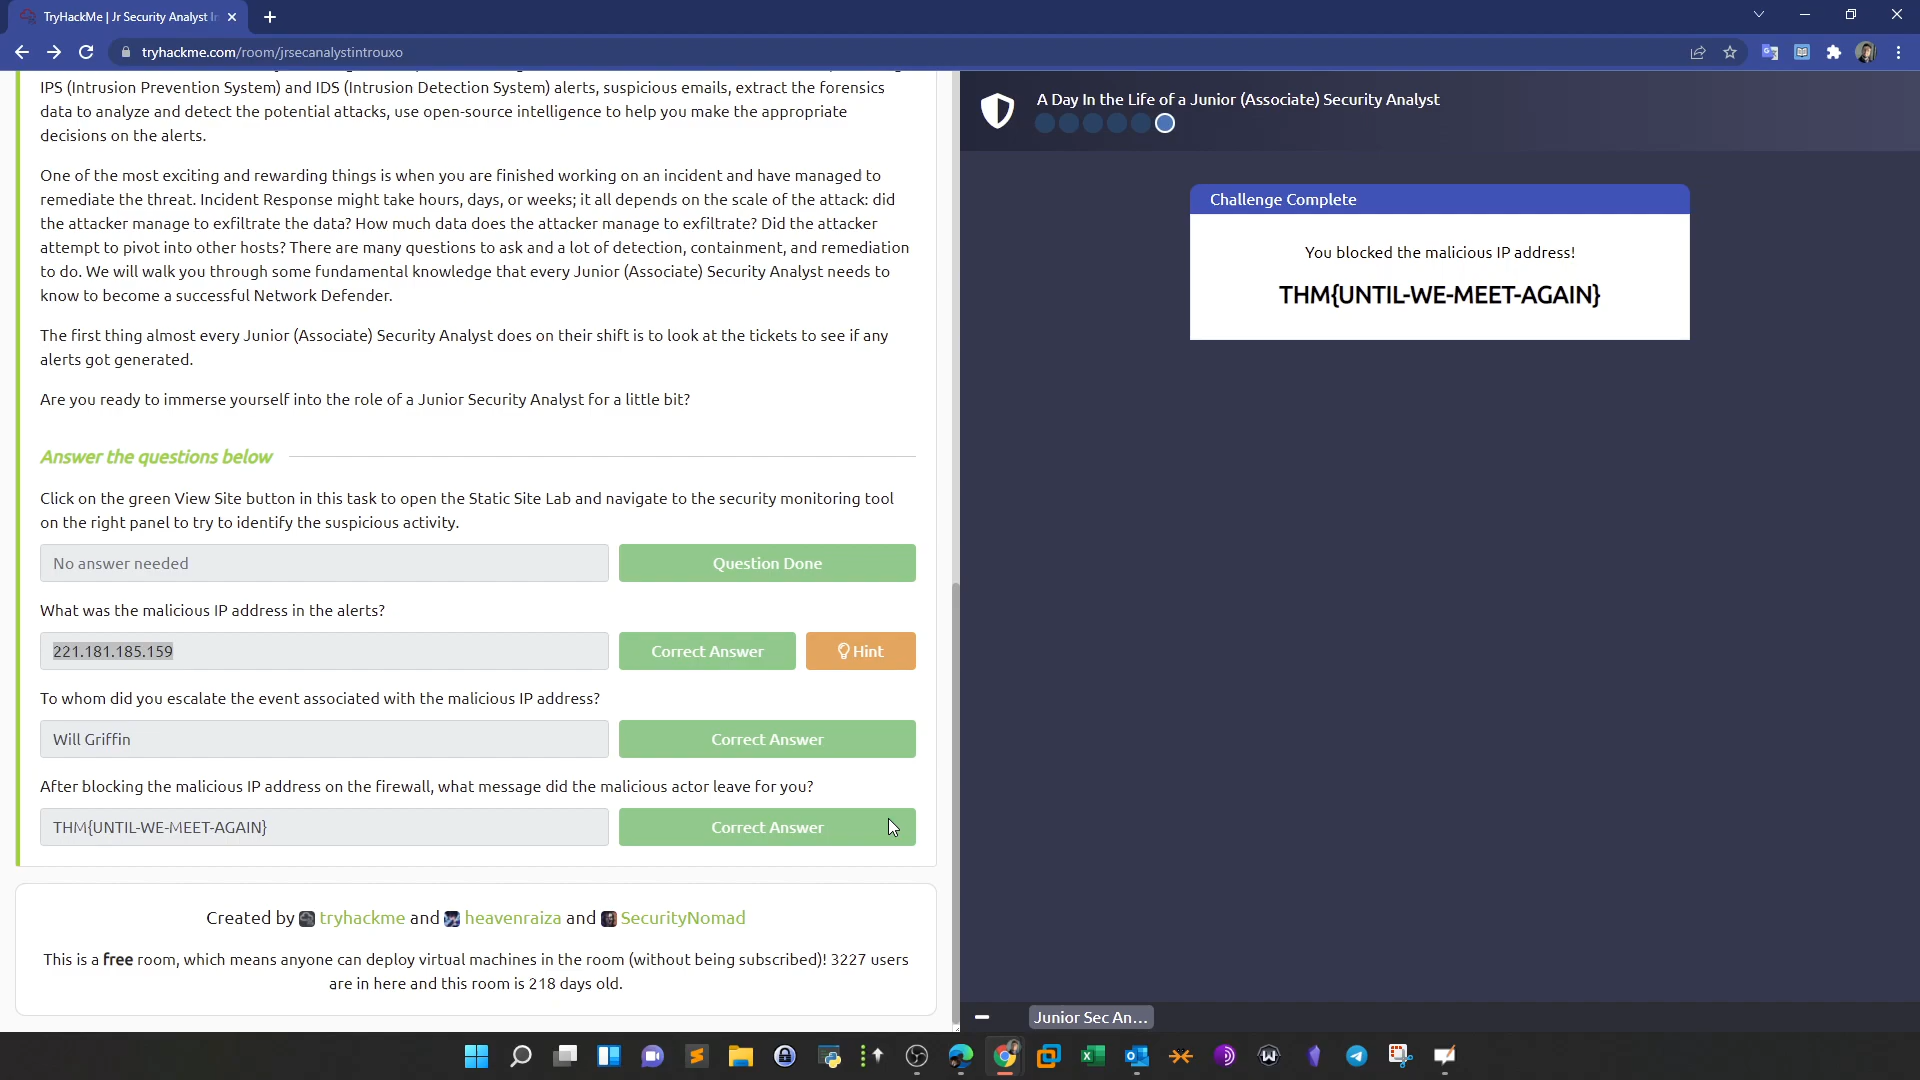 TryHackMe | Jr Security Analyst In
tryhackme.com/room/jrsecanalystintrouxo
IPS (Intrusion Prevention System) and IDS (Intrusion Detection System) alerts, suspicious emails, extract the forensics
data to analyze and detect the potential attacks, use open-source intelligence to help you make the appropriate
decisions on the alerts.
One of the most exciting and rewarding things is when you are finished working on an incident and have managed to
remediate the threat. Incident Response might take hours, days, or weeks; it all depends on the scale of the attack: did
the attacker manage to exfiltrate the data? How much data does the attacker manage to exfiltrate? Did the attacker
attempt to pivot into other hosts? There are many questions to ask and a lot of detection, containment, and remediation
to do. We will walk you through some fundamental knowledge that every Junior (Associate) Security Analyst needs to
know to become a successful Network Defender.
The first thing almost every Junior (Associate) Security Analyst does on their shift is to look at the tickets to see if any
alerts got generated.
Are you ready to immerse yourself into the role of a Junior Security Analyst for a little bit?
Answer the questions below
Click on the green View Site button in this task to open the Static Site Lab and navigate to the security monitoring tool
on the right panel to try to identify the suspicious activity.
No answer needed
Question Done
What was the malicious IP address in the alerts?
221.181.185.159
Correct Answer
Hint
To whom did you escalate the event associated with the malicious IP address?
Will Griffin
Correct Answer
After blocking the malicious IP address on the firewall, what message did the malicious actor leave for you?
THM{UNTIL-WE-MEET-AGAIN}
Correct Answer
Created by tryhackme and heavenraiza and SecurityNomad
This is a free room, which means anyone can deploy virtual machines in the room (without being subscribed)! 3227 users
are in here and this room is 218 days old.
A Day In the Life of a Junior (Associate) Security Analyst
Challenge Complete
You blocked the malicious IP address!
THM{UNTIL-WE-MEET-AGAIN}
Junior Sec An...